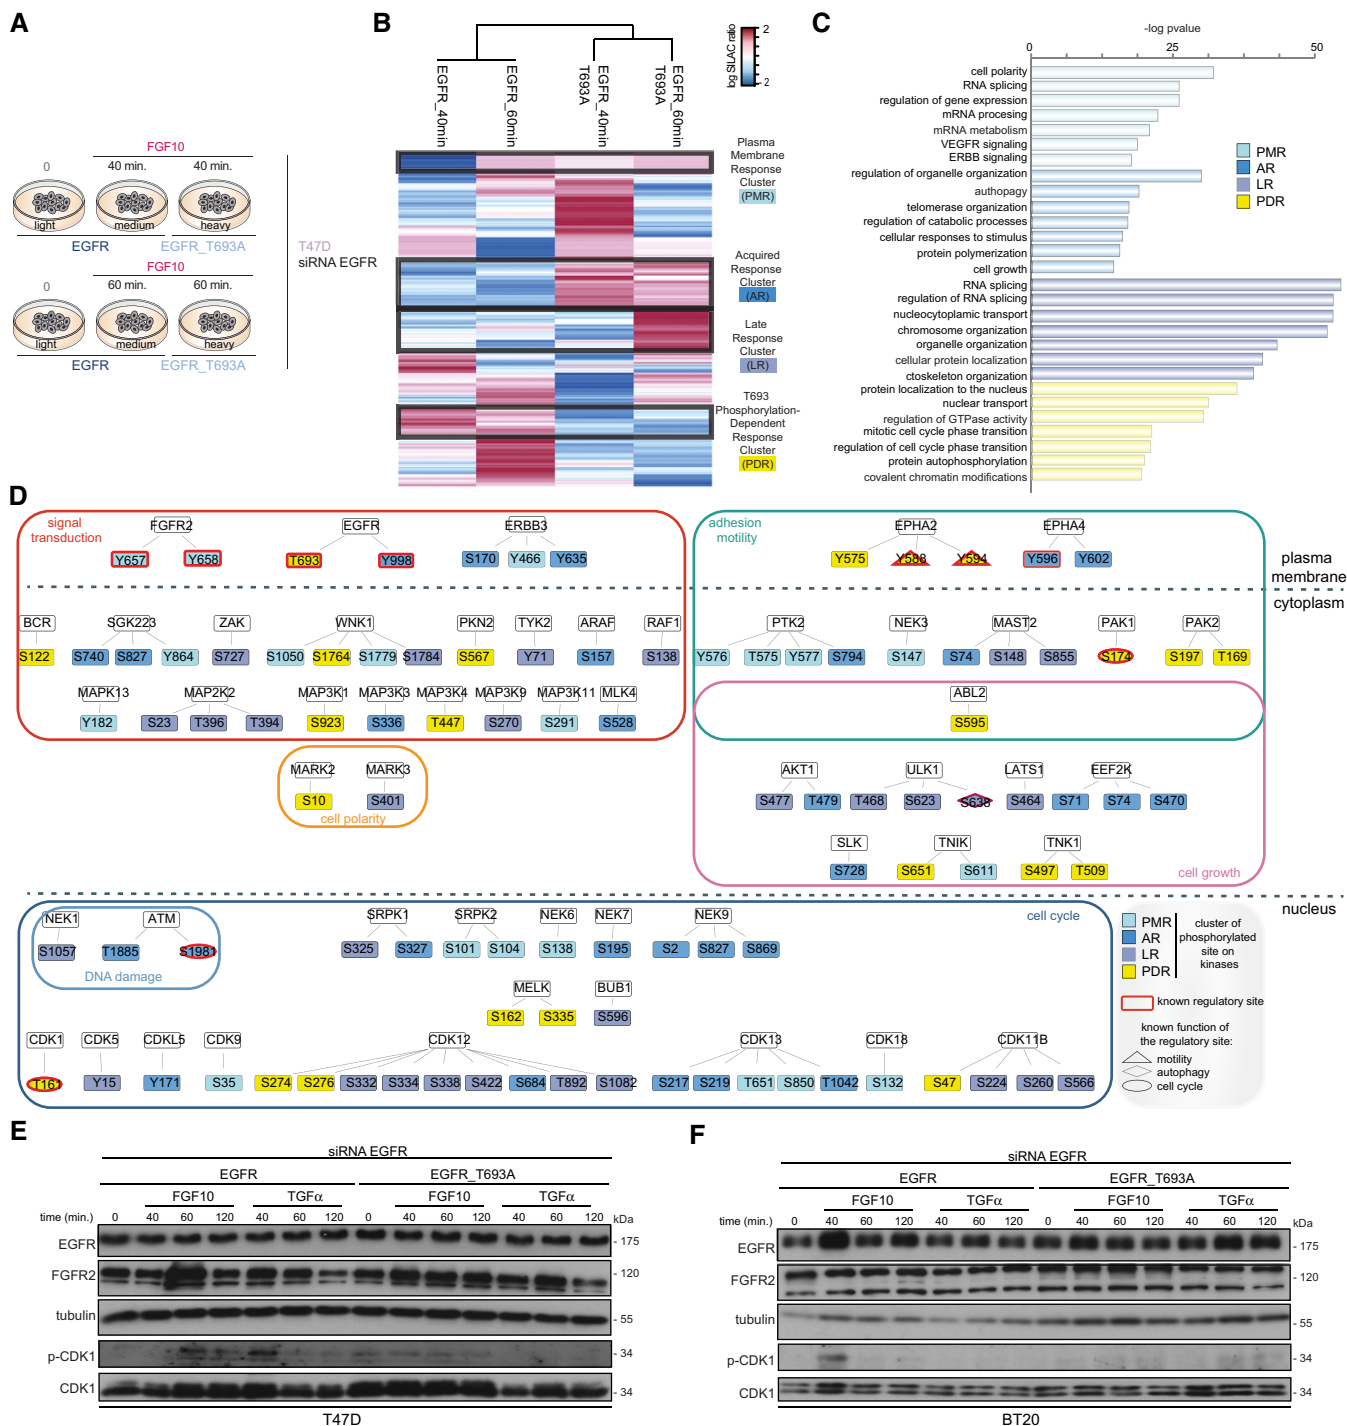 A
FGF10
0
40 min.
40 min.
light
medium
heavy
EGFR
EGFR_T693A
FGF10
0
60 min.
60 min.
light
medium
heavy
EGFR
EGFR_T693A
T47D
siRNA EGFR
B
EGFR_40min
EGFR_60min
EGFR_40min
T693A
EGFR_60min
T693A
2
-2
log SILAC ratio
Plasma
Membrane
Response
Cluster
(PMR)
Acquired
Response
Cluster
(AR)
Late
Response
Cluster
(LR)
T693
Phosphorylation-
Dependent
Response
Cluster
(PDR)
C
-log pvalue
0
25
50
cell polarity
RNA splicing
regulation of gene expression
mRNA procesing
mRNA metabolism
VEGFR signaling
ERBB signaling
regulation of organelle organization
autopagy
telomerase organization
regulation of catabolic processes
cellular responses to stimulus
protein polymerization
cell growth
RNA splicing
regulation of RNA splicing
nucleocytoplamic transport
chromosome organization
organelle organization
cellular protein localization
ctoskeleton organization
protein localization to the nucleus
nuclear transport
regulation of GTPase activity
mitotic cell cycle phase transition
regulation of cell cycle phase transition
protein autophosphorylation
covalent chromatin modifications
PMR
AR
LR
PDR
D
signal
transduction
FGFR2
EGFR
ERBB3
Y657
Y658
T693
Y998
S170
Y466
Y635
adhesion
motility
EPHA2
EPHA4
Y575
Y588
Y594
Y596
Y602
plasma
membrane
cytoplasm
BCR
SGK223
ZAK
WNK1
PKN2
TYK2
ARAF
RAF1
S122
S740
S827
Y864
S727
S1050
S1764
S1779
S1784
S567
Y71
S157
S138
MAPK13
MAP2K2
MAP3K1
MAP3K3
MAP3K4
MAP3K9
MAP3K11
MLK4
Y182
S23
T396
T394
S923
S336
T447
S270
S291
S528
PTK2
NEK3
MAST2
PAK1
PAK2
Y576
T575
Y577
S794
S147
S74
S148
S855
S174
S197
T169
ABL2
S595
MARK2
MARK3
S10
S401
cell polarity
AKT1
ULK1
LATS1
EEF2K
S477
T479
T468
S623
S638
S464
S71
S74
S470
SLK
TNIK
TNK1
S728
S651
S611
S497
T509
cell growth
nucleus
cell cycle
NEK1
ATM
S1057
T1885
S1981
DNA damage
SRPK1
SRPK2
NEK6
NEK7
NEK9
S325
S327
S101
S104
S138
S195
S2
S827
S869
MELK
BUB1
S162
S335
S596
CDK1
CDK5
CDKL5
CDK9
CDK12
CDK13
CDK18
CDK11B
T161
Y15
Y171
S35
S274
S276
S332
S334
S338
S422
S684
T892
S1082
S217
S219
T651
S850
T1042
S132
S47
S224
S260
S566
PMR
AR
LR
PDR
cluster of
phosphorylated
site on
kinases
known regulatory site
known function of
the regulatory site:
motility
autophagy
cell cycle
E
siRNA EGFR
EGFR
EGFR_T693A
FGF10
TGFα
FGF10
TGFα
time (min.)
0 40 60 120 40 60 120 0 40 60 120 40 60 120
kDa
EGFR
- 175
FGFR2
- 120
tubulin
- 55
p-CDK1
- 34
CDK1
- 34
T47D
F
siRNA EGFR
EGFR
EGFR_T693A
FGF10
TGFα
FGF10
TGFα
time (min.)
0 40 60 120 40 60 120 0 40 60 120 40 60 120
kDa
EGFR
- 175
FGFR2
- 120
tubulin
- 55
p-CDK1
- 34
CDK1
- 34
BT20